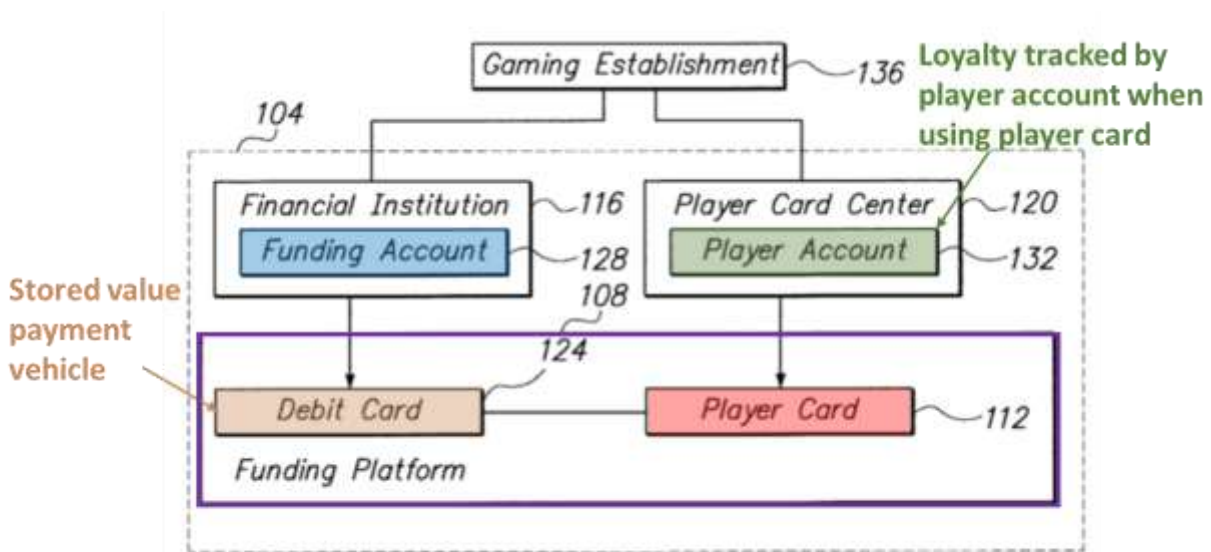 Gaming Establishment
136
Loyalty tracked by
player account when
using player card
104
Financial Institution
116
Player Card Center
120
Funding Account
128
Player Account
132
Stored value
payment
vehicle
108
124
Debit Card
Player Card
112
Funding Platform